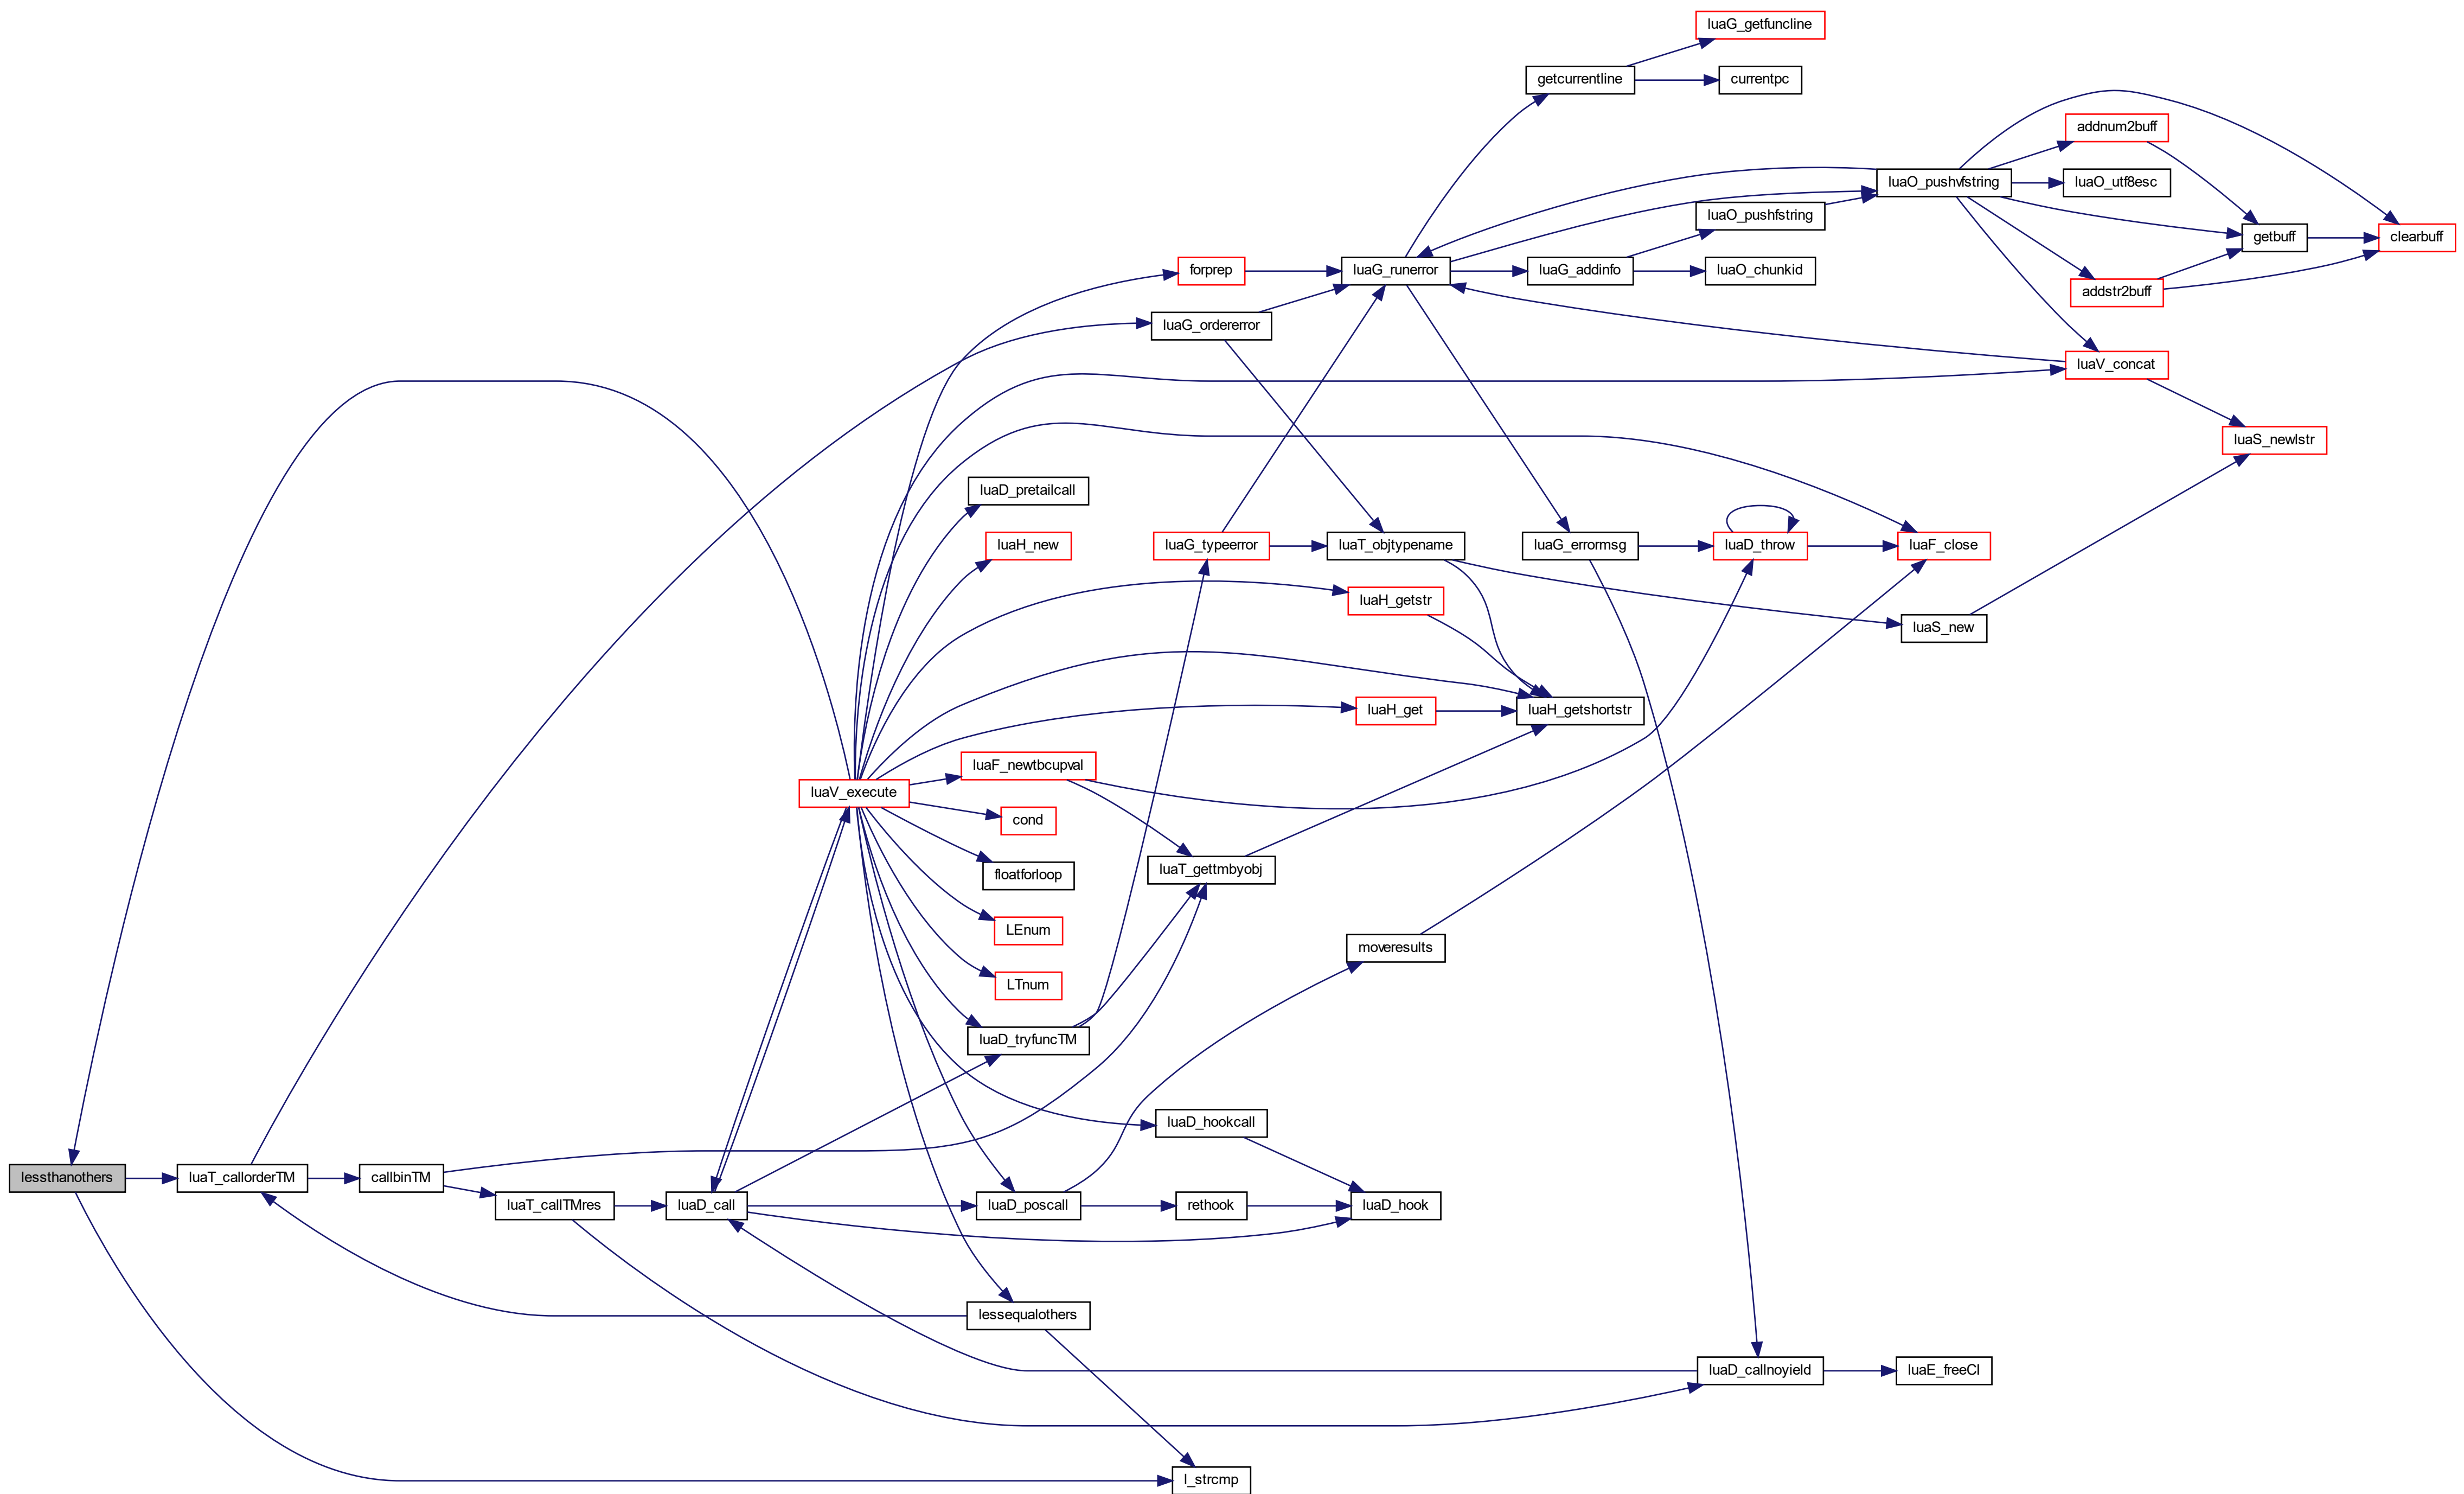 luaG_getfuncline
getcurrentline
currentpc
addnum2buff
luaO_pushvfstring
luaO_utf8esc
luaO_pushfstring
getbuff
clearbuff
forprep
luaG_runerror
luaG_addinfo
luaO_chunkid
addstr2buff
luaG_ordererror
luaV_concat
luaS_newlstr
luaD_pretailcall
luaH_new
luaG_typeerror
luaT_objtypename
luaG_errormsg
luaD_throw
luaF_close
luaH_getstr
luaS_new
luaH_get
luaH_getshortstr
luaF_newtbcupval
luaV_execute
cond
floatforloop
luaT_gettmbyobj
LEnum
moveresults
LTnum
luaD_tryfuncTM
luaD_hookcall
lessthanothers
luaT_callorderTM
callbinTM
luaT_callTMres
luaD_call
luaD_poscall
rethook
luaD_hook
lessequalothers
luaD_callnoyield
luaE_freeCI
l_strcmp